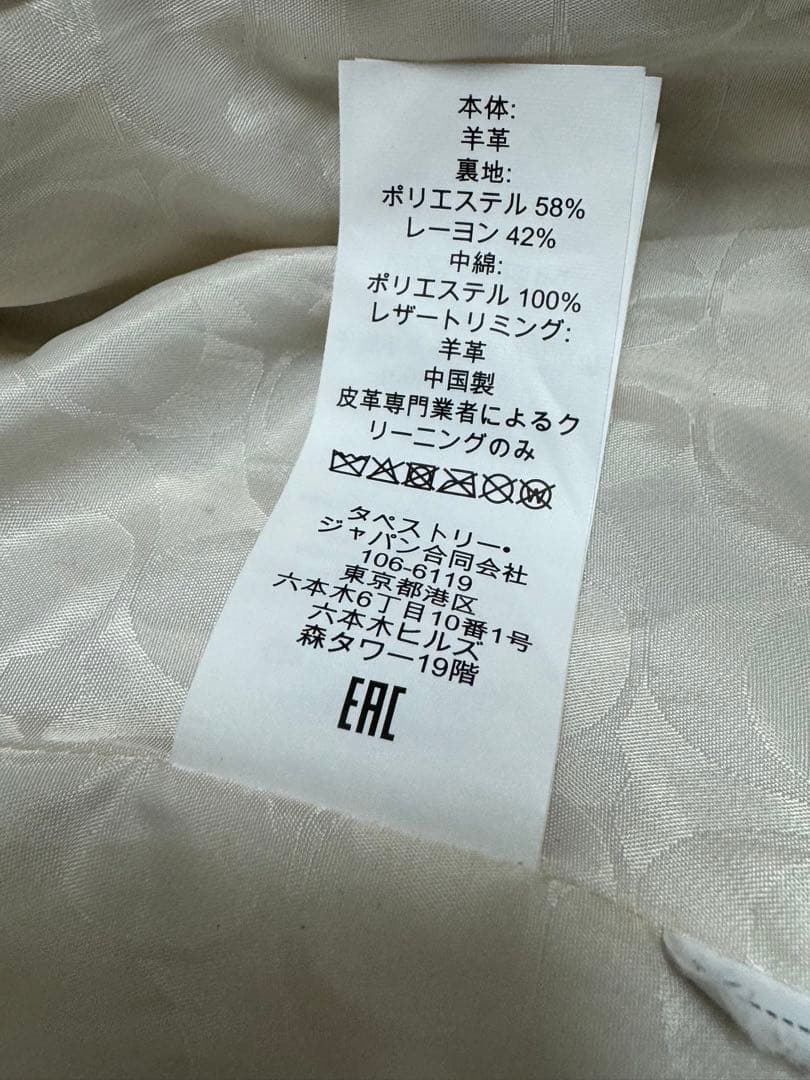 本体:
羊革
裏地:
ポリエステル 58%
レーヨン 42%
中綿:
ポリエステル 100%
レザートリミング:
羊革
中国製
皮革専門業者によるク
リーニングのみ
W
タペストリー•
ジャパン合同会社
106-6119
東京都港区
六本木6丁目10番1号
六本木ヒルズ
森タワー19階
EAC